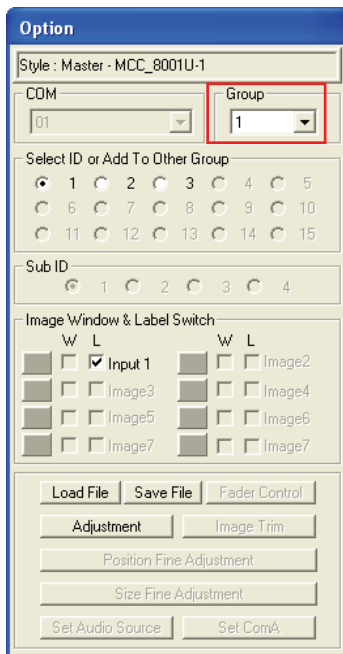 Option
Style : Master - MCC_8001U-1
COM Group
01 1
Select ID or Add To Other Group
1 2 3 4 5
6 7 8 9 10
11 12 13 14 15
Sub ID
1 2 3 4
Image Window & Label Switch
W L W L
Input 1 Image2
Image3 Image4
Image5 Image6
Image7 Image7
Load File Save File Fader Control
Adjustment Image Trim
Position Fine Adjustment
Size Fine Adjustment
Set Audio Source Set ComA